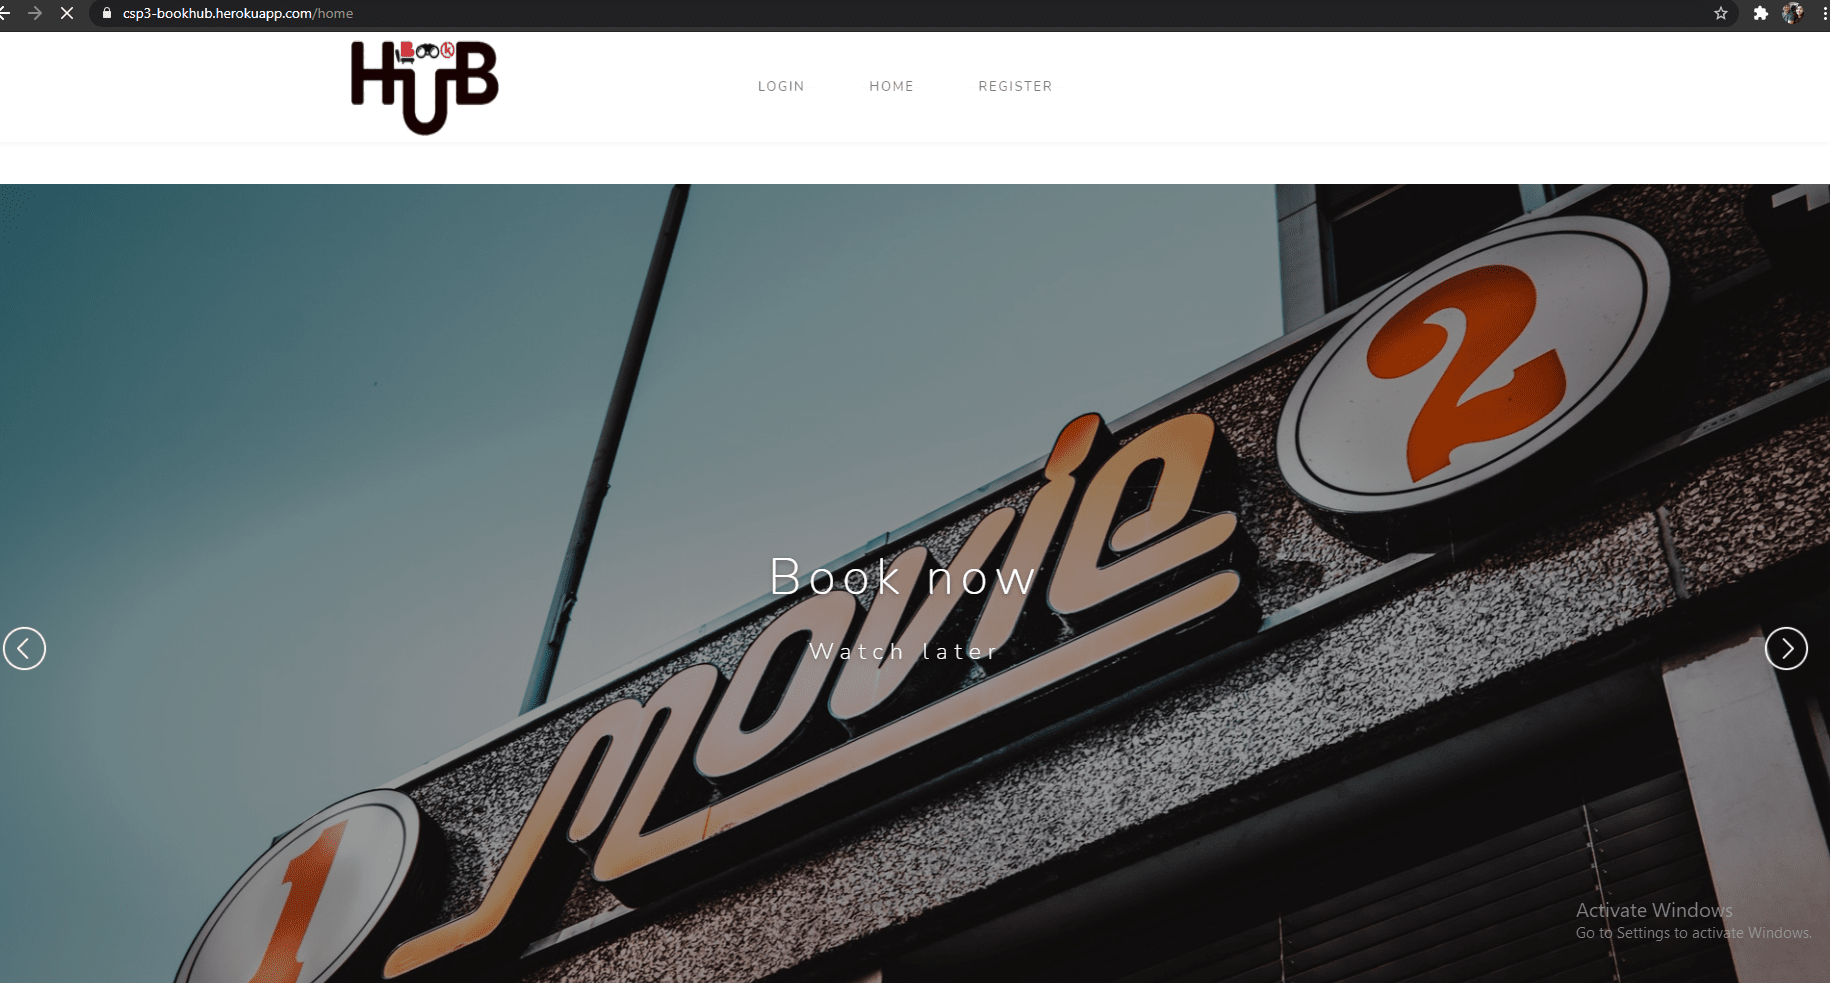 csp3-bookhub.herokuapp.com/home
Book
HUB
LOGIN HOME REGISTER
2
movie
Book now
Watch later
1
Activate Windows
Go to Settings to activate Windows.